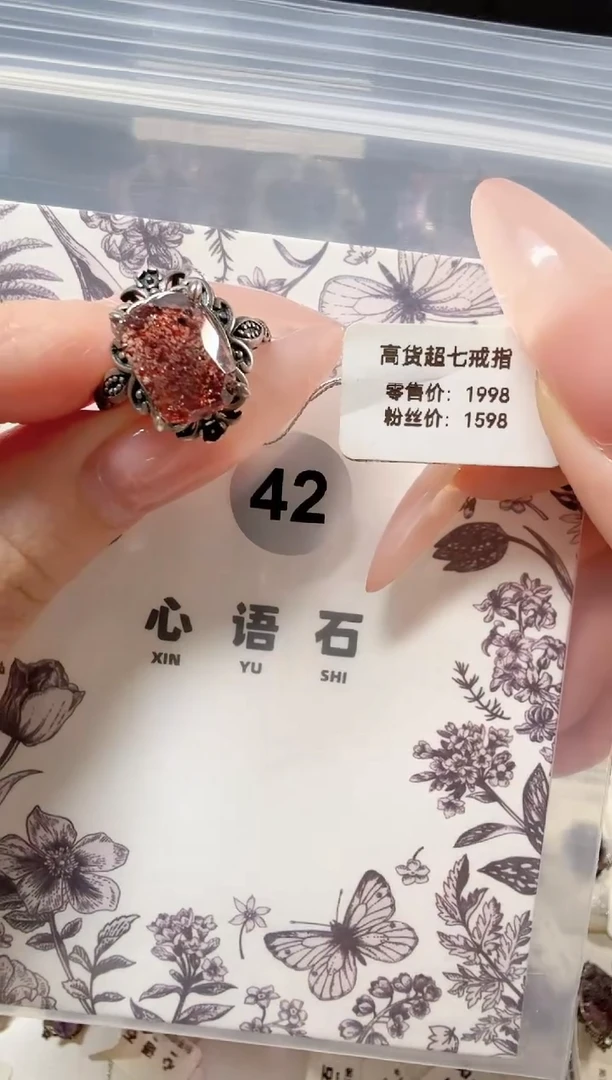 高货超七戒指
零售价：1998
粉丝价：1598
42
心语石
XIN YU SHI